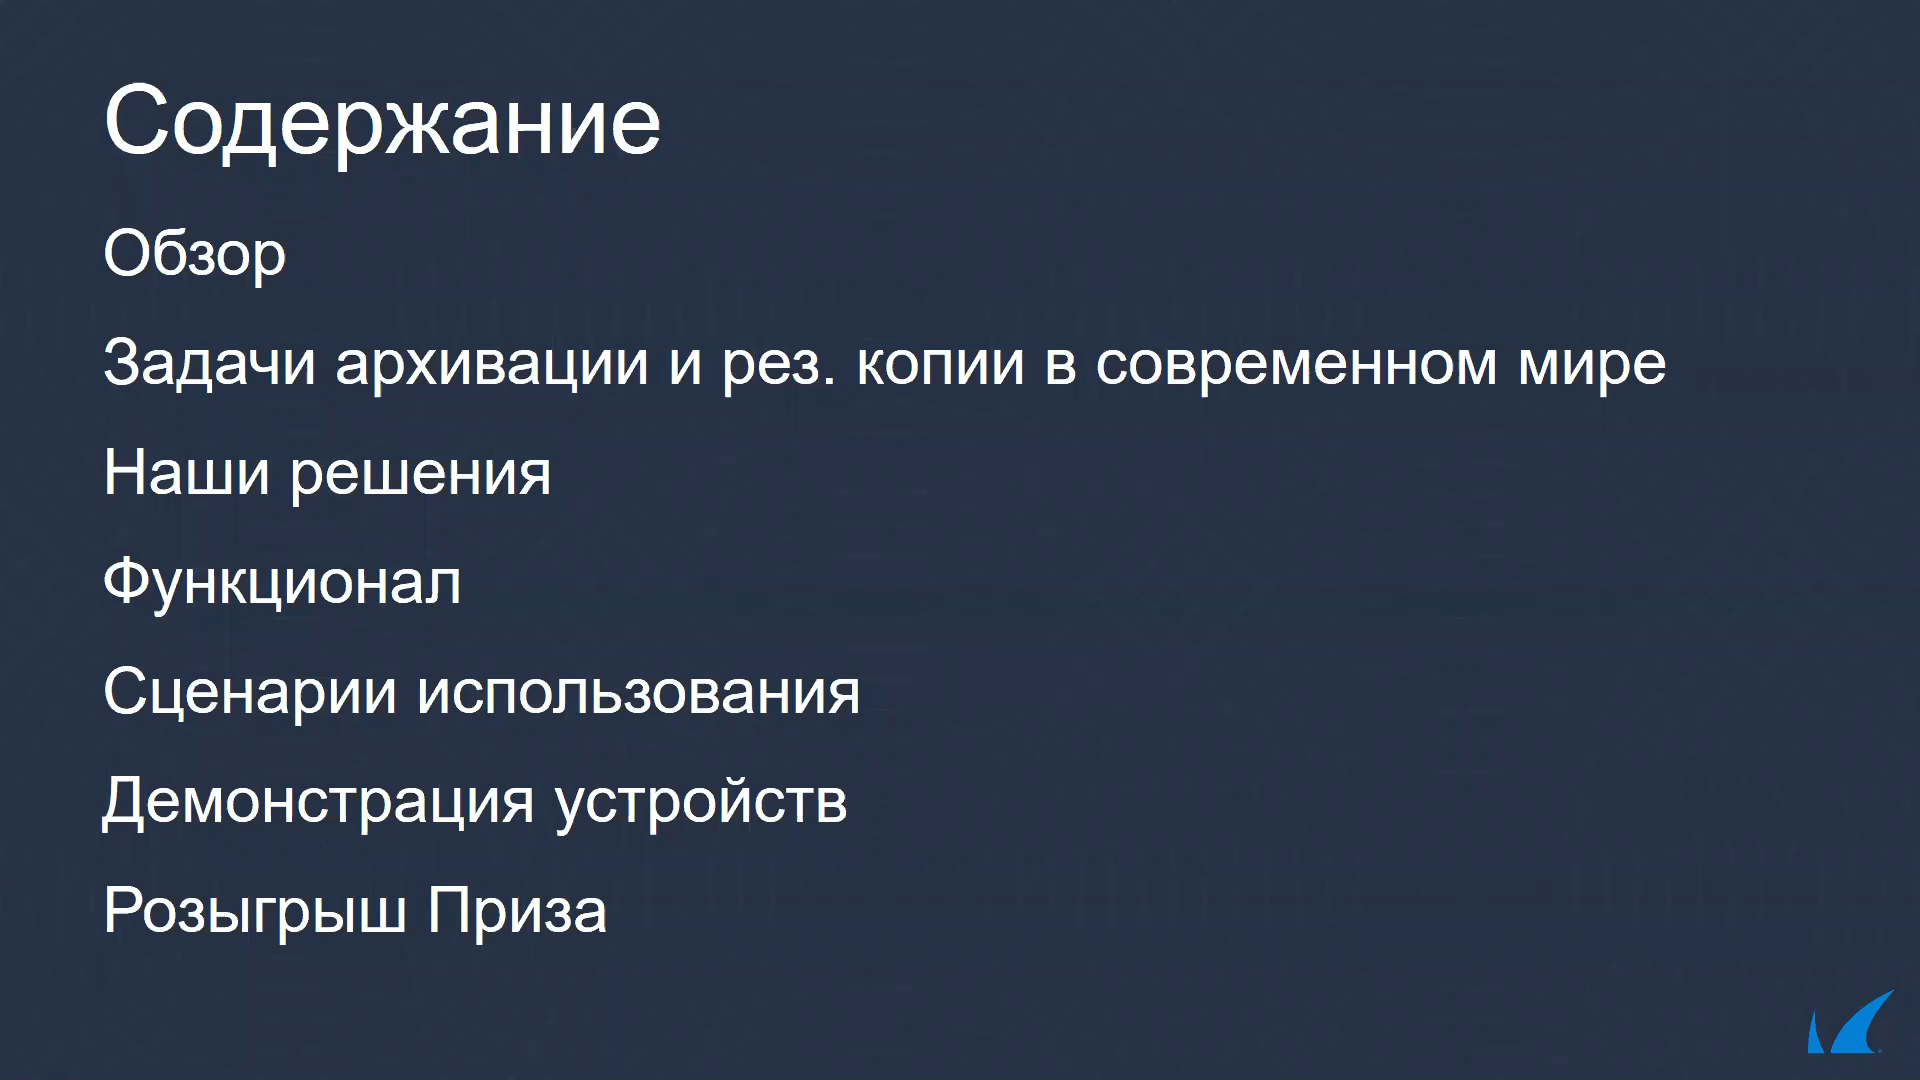 Содержание
Обзор
Задачи архивации и рез. копии в современном мире
Наши решения
Функционал
Сценарии использования
Демонстрация устройств
Розыгрыш Приза